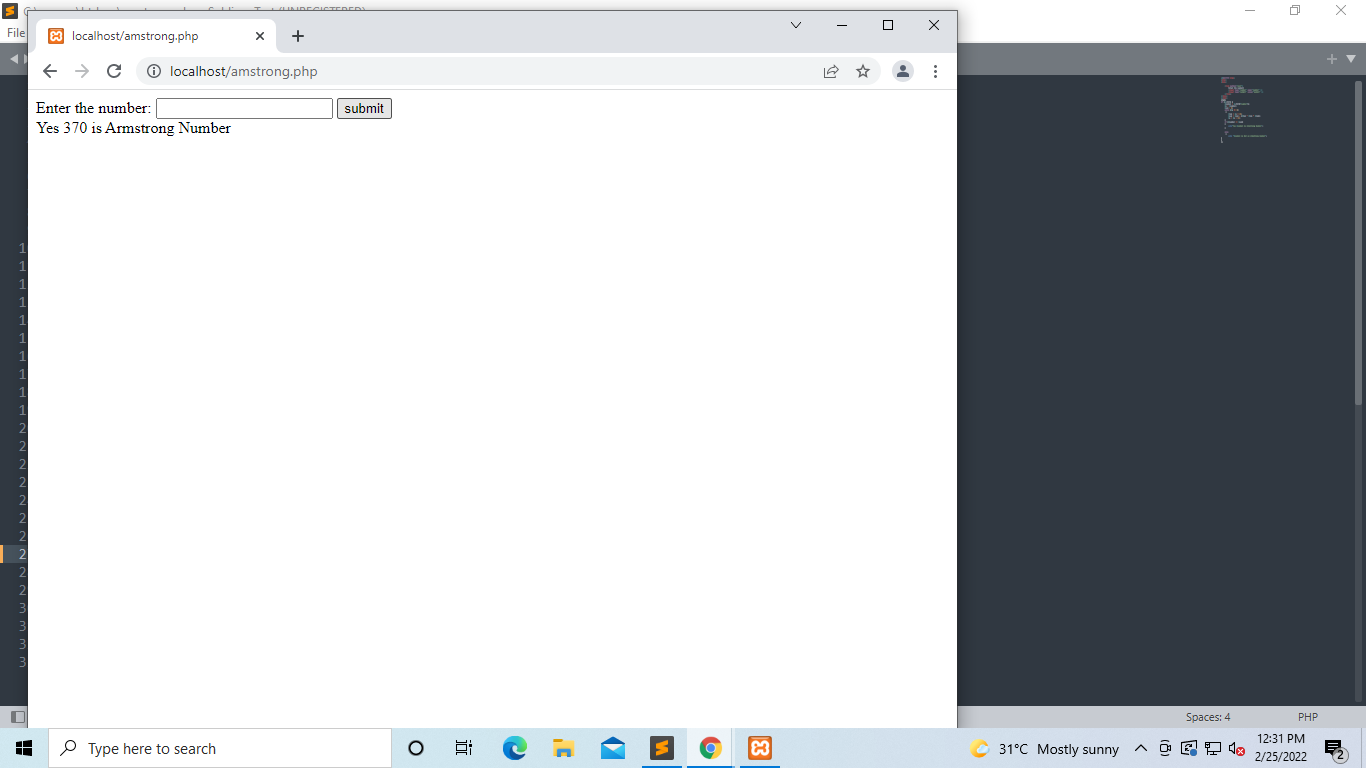 File
localhost/amstrong.php
localhost/amstrong.php
Enter the number: submit
Yes 370 is Armstrong Number
1
1
1
1
1
1
1
1
1
1
2
2
2
2
2
2
2
2
2
2
3
3
3
3
Spaces: 4 PHP
Type here to search
31°C Mostly sunny
12:31 PM
2/25/2022
2